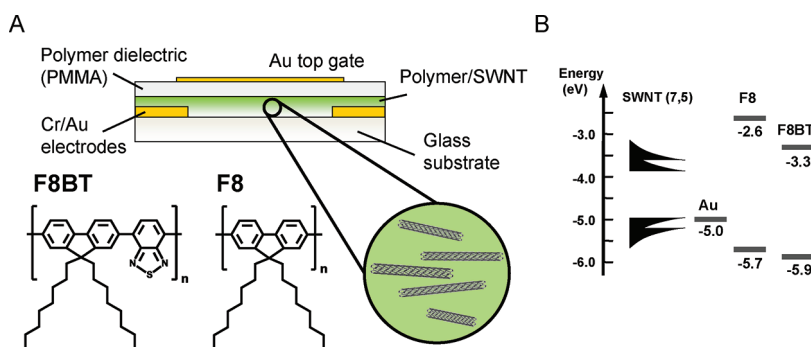 A
Polymer dielectric
(PMMA)
Au top gate
Polymer/SWNT
Cr/Au
electrodes
Glass
substrate
F8BT
F8
N
N
S
n
n
B
Energy
(eV)
SWNT (7,5)
F8
F8BT
-2.6
-3.0
-3.3
-4.0
Au
-5.0
-5.0
-5.7
-5.9
-6.0